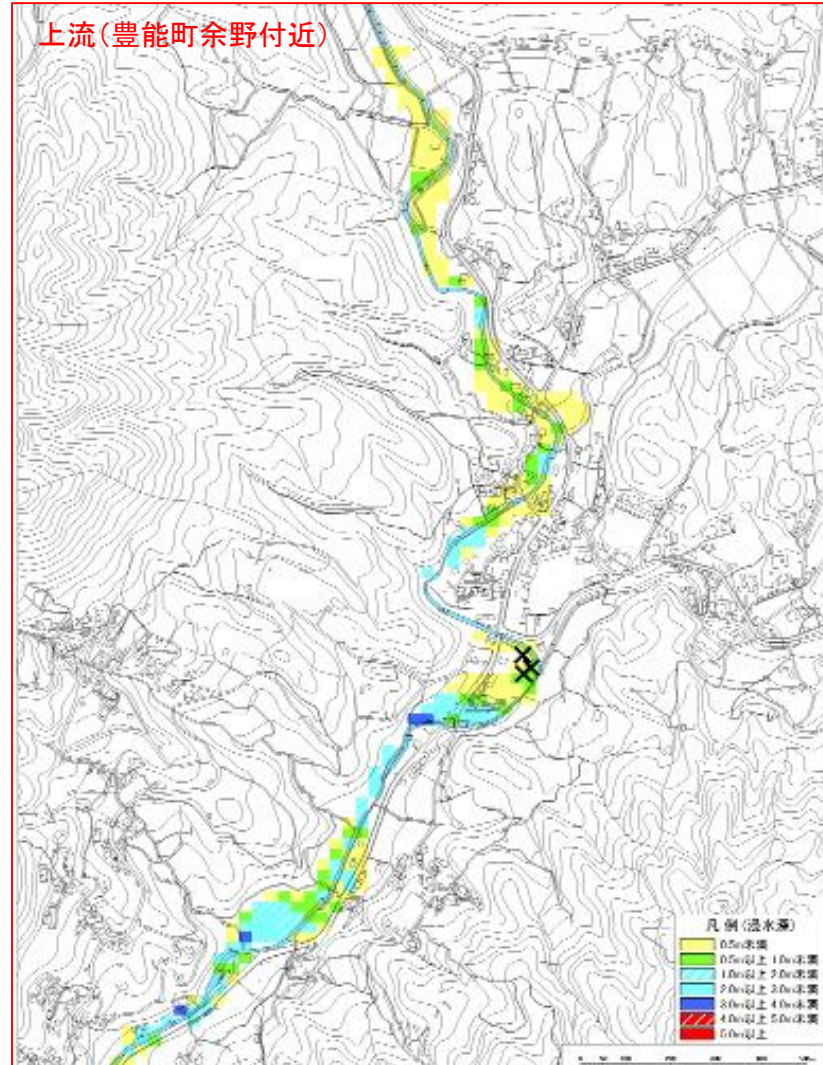 上流(豊能町余野付近)
凡 例 (浸水深)
0.5m未満
0.5m以上 1.0m未満
1.0m以上 2.0m未満
2.0m以上 3.0m未満
3.0m以上 4.0m未満
4.0m以上 5.0m未満
5.0m以上